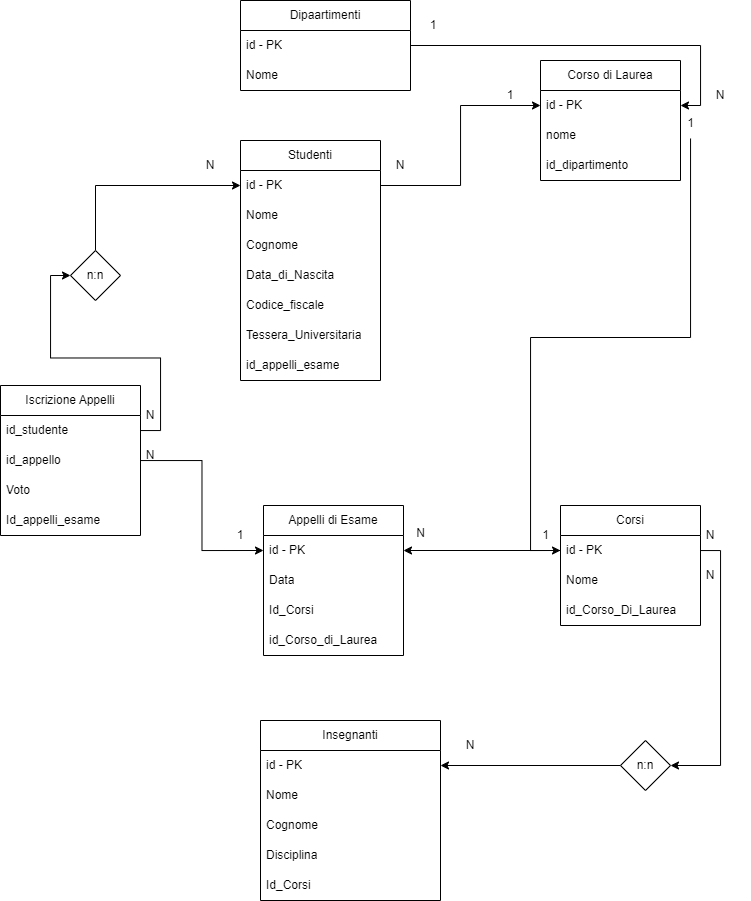 Dipaartimenti
id - PK
Nome
1
N
Corso di Laurea
id - PK
nome
id_dipartimento
1
1
Studenti
id - PK
Nome
Cognome
Data_di_Nascita
Codice_fiscale
Tessera_Universitaria
id_appelli_esame
N
N
n:n
Iscrizione Appelli
id_studente
id_appello
Voto
Id_appelli_esame
N
N
1
Appelli di Esame
id - PK
Data
Id_Corsi
id_Corso_di_Laurea
N
1
Corsi
id - PK
Nome
id_Corso_Di_Laurea
N
N
Insegnanti
id - PK
Nome
Cognome
Disciplina
Id_Corsi
N
n:n